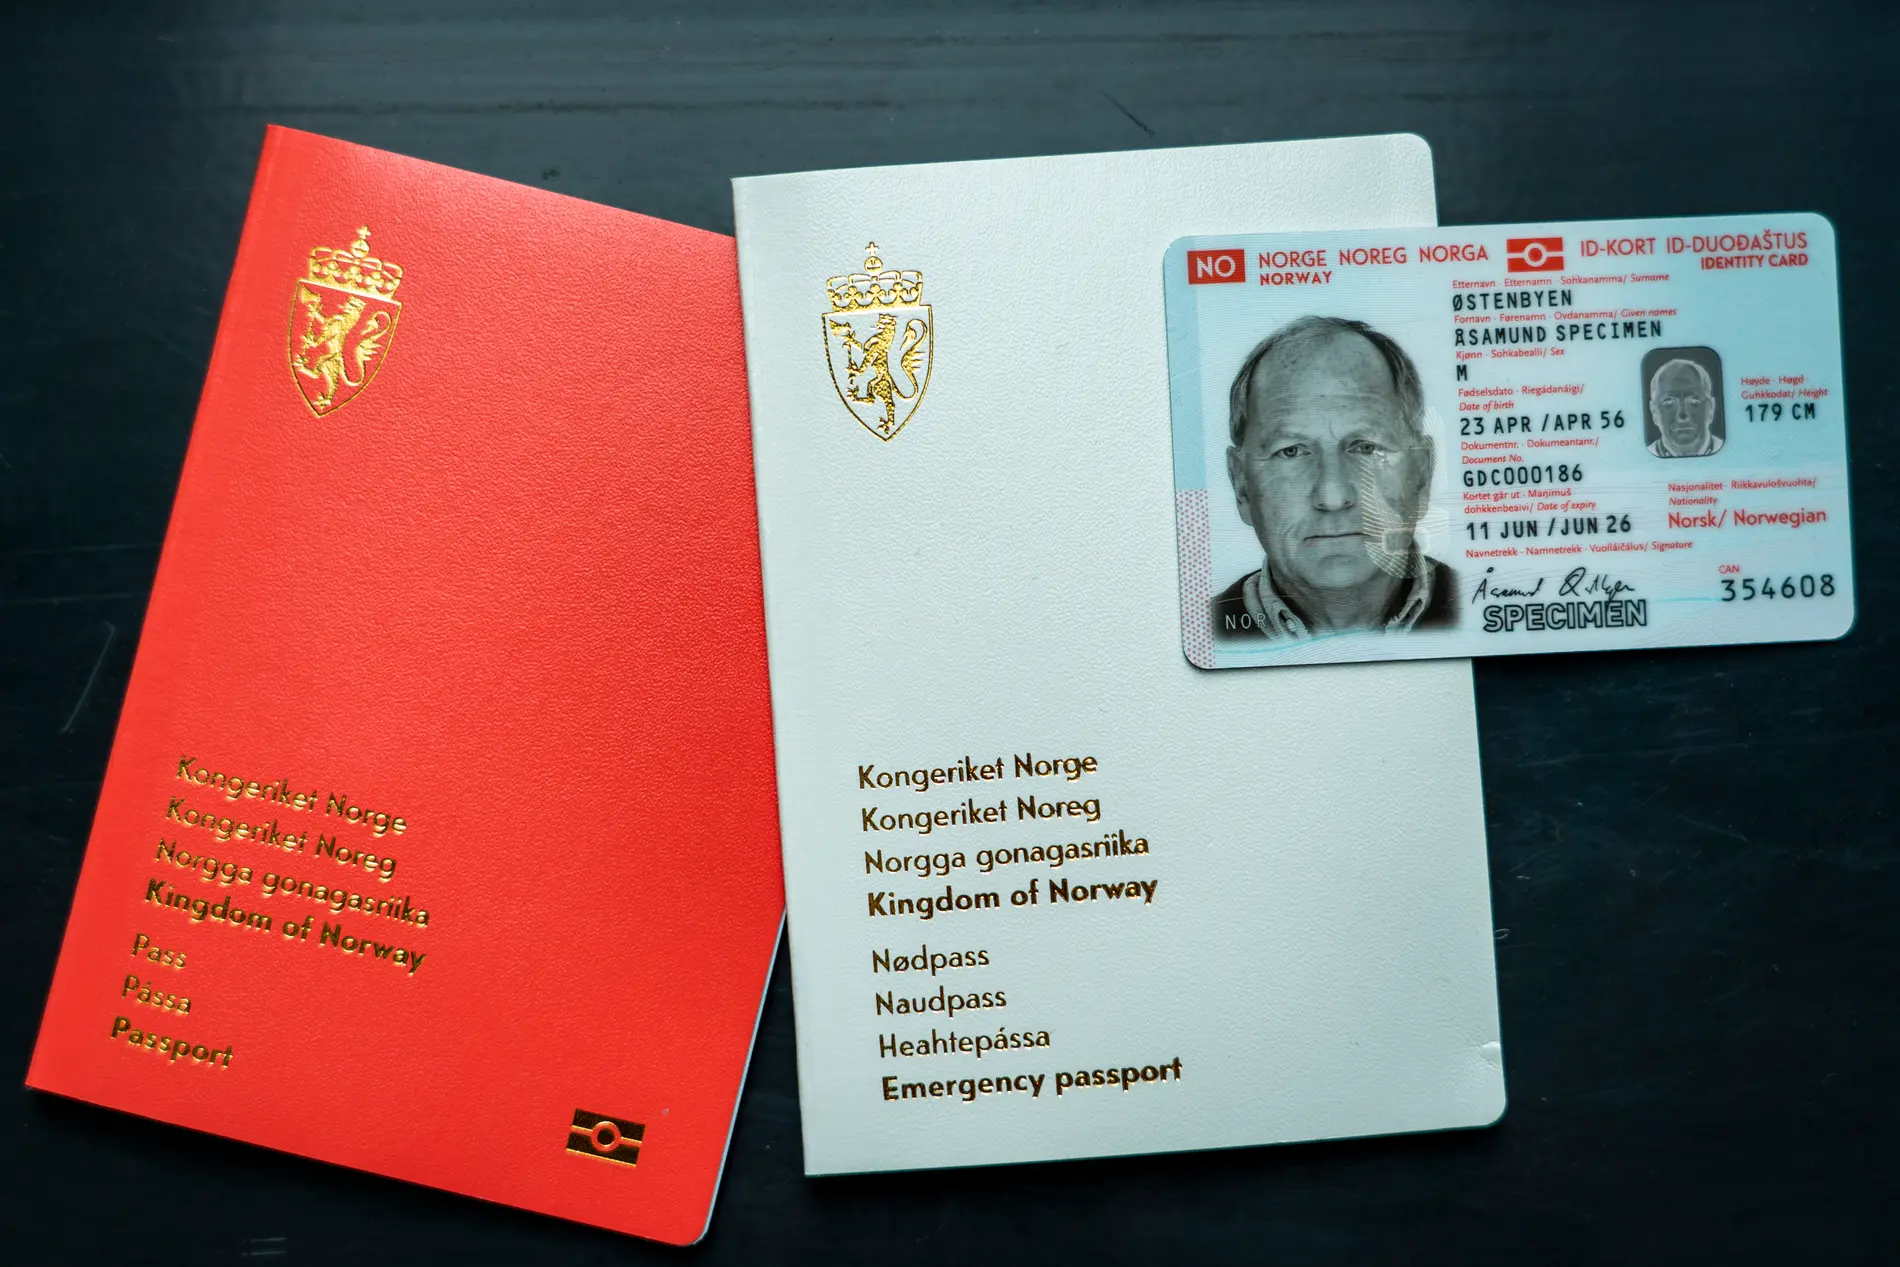 Kongeriket Norge
Kongeriket Noreg
Norgga gonagasriika
Kingdom of Norway
Pass
Pássa
Passport
Kongeriket Norge
Kongeriket Noreg
Norgga gonagasriika
Kingdom of Norway
Nødpass
Naudpass
Heahtepássa
Emergency passport
NO NORGE NOREG NORGA ID-KORT ID-DUOĐAŠTUS
NORWAY IDENTITY CARD
Etternavn · Etternamn · Sohkanamma/ Surname
ØSTENBYEN
Fornavn · Førenamn · Ovdanamma/ Given names
ÅSAMUND SPECIMEN
Kjønn · Sohkabealli/ Sex
M
Fødselsdato · Riegádanáigi/
Date of birth
23 APR /APR 56
Høyde · Høgd ·
Guhkkodat/ Height
179 CM
Dokumentnr. · Dokumeantanr./
Document No.
GDC000186
Kortet går ut · Manimuš
dohkkenbeaivi/ Date of expiry
11 JUN /JUN 26
Nasjonalitet · Riikkavulošvuohta/
Nationality
Norsk/ Norwegian
Navnetrekk · Namnetrekk · Vuolláičálus/ Signature
Åsamund
SPECIMEN
CAN
354608
NOR